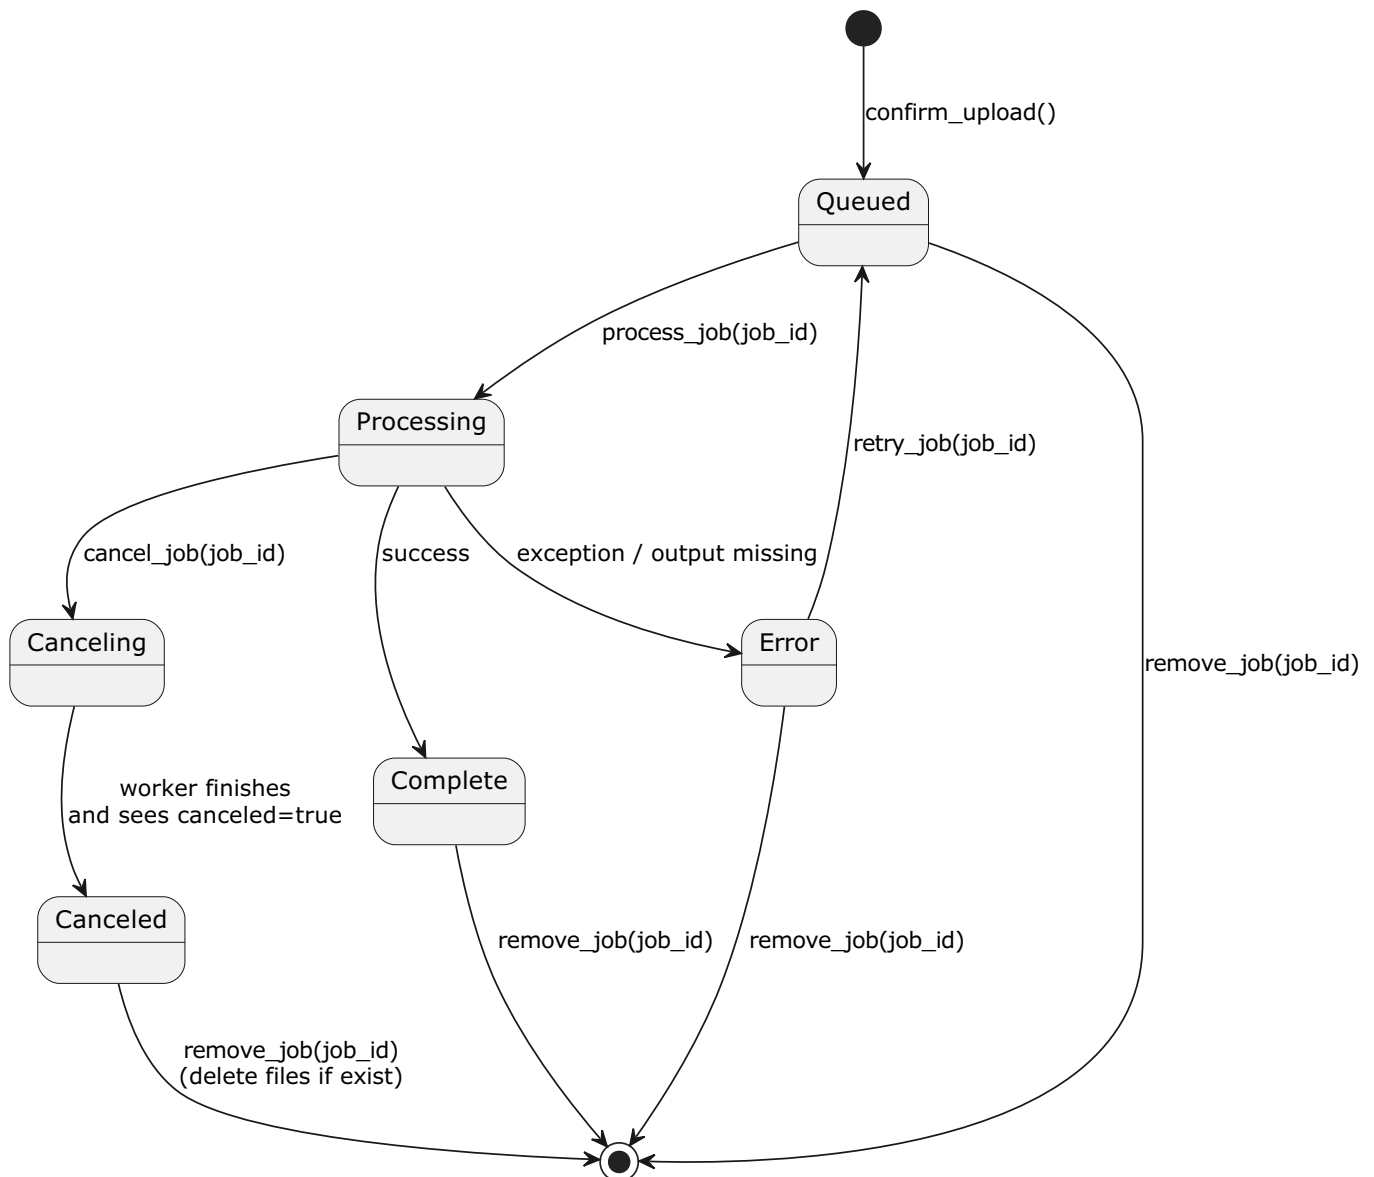 confirm_upload()
Queued
process_job(job_id)
Processing
retry_job(job_id)
cancel_job(job_id)
success
exception / output missing
Canceling
Error
remove_job(job_id)
Complete
worker finishes
and sees canceled=true
Canceled
remove_job(job_id)
remove_job(job_id)
remove_job(job_id)
(delete files if exist)